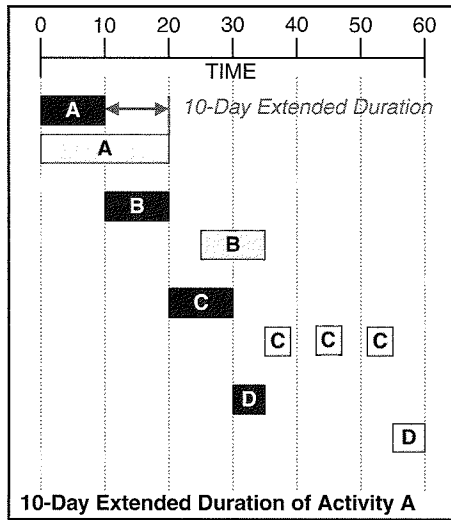 0 10 20 30 40 50 60
TIME
A 10-Day Extended Duration
A
B
B
C
C C C
D
D
10-Day Extended Duration of Activity A